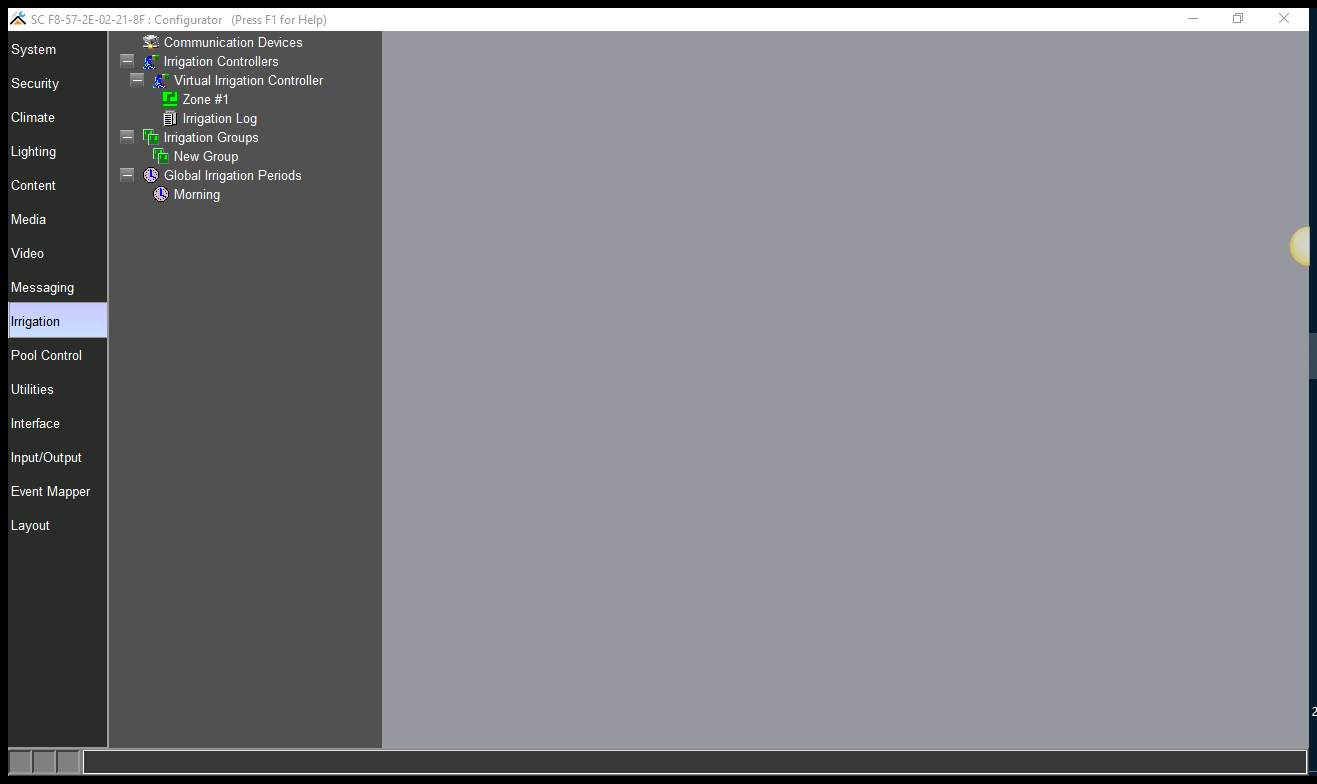 SC F8-57-2E-02-21-8F : Configurator (Press F1 for Help)
System
Security
Climate
Lighting
Content
Media
Video
Messaging
Irrigation
Pool Control
Utilities
Interface
Input/Output
Event Mapper
Layout
Communication Devices
Irrigation Controllers
Virtual Irrigation Controller
Zone #1
Irrigation Log
Irrigation Groups
New Group
Global Irrigation Periods
Morning
2